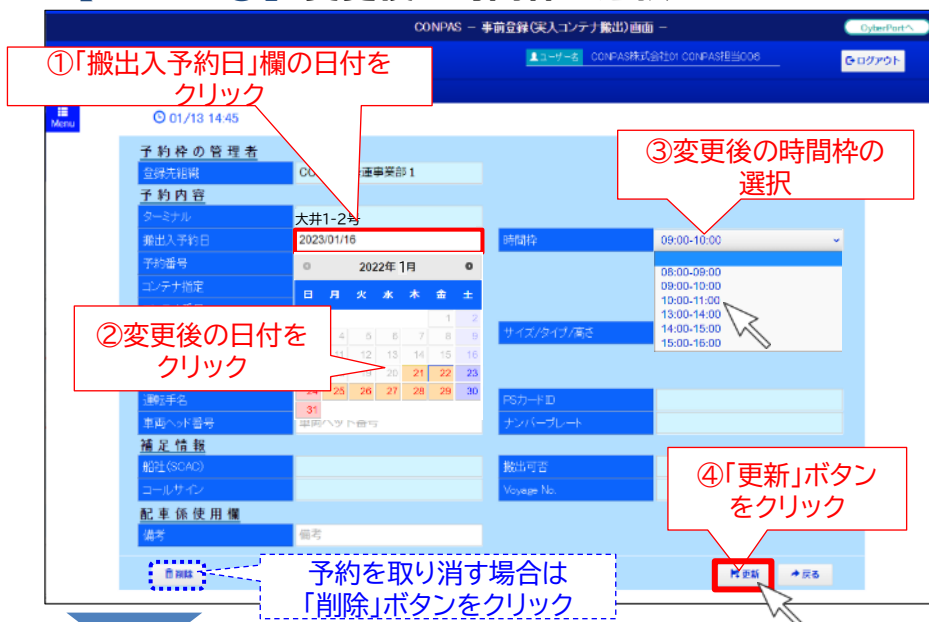 CONPAS － 事前登録(実入コンテナ搬出)画面 －
CyberPortへ
ユーザー名 CONPAS株式会社01 CONPAS担当006
ログアウト
①「搬出入予約日」欄の日付を
クリック
Menu
01/13 14:45
予約枠の管理者
登録先組織
運事業部1
③変更後の時間枠の
選択
予約内容
ターミナル
大井1-2号
搬出入予約日
2023/01/16
時間枠
09:00-10:00
予約番号
2022年 1月
コンテナ指定
日 月 火 水 木 金 土
08:00-09:00
09:00-10:00
10:00-11:00
13:00-14:00
14:00-15:00
15:00-16:00
1 2
4 5 6 7 8 9
11 12 13 14 15 16
19 20 21 22 23
24 25 26 27 28 29 30
31
②変更後の日付を
クリック
サイズ/タイプ/高さ
運転手名
PSカードID
車両ヘッド番号
車両ヘッド番号
ナンバープレート
補足情報
船社(SCAC)
搬出可否
コールサイン
Voyage No.
④「更新」ボタン
をクリック
配車係使用欄
備考
備考
削除
予約を取り消す場合は
「削除」ボタンをクリック
更新
戻る